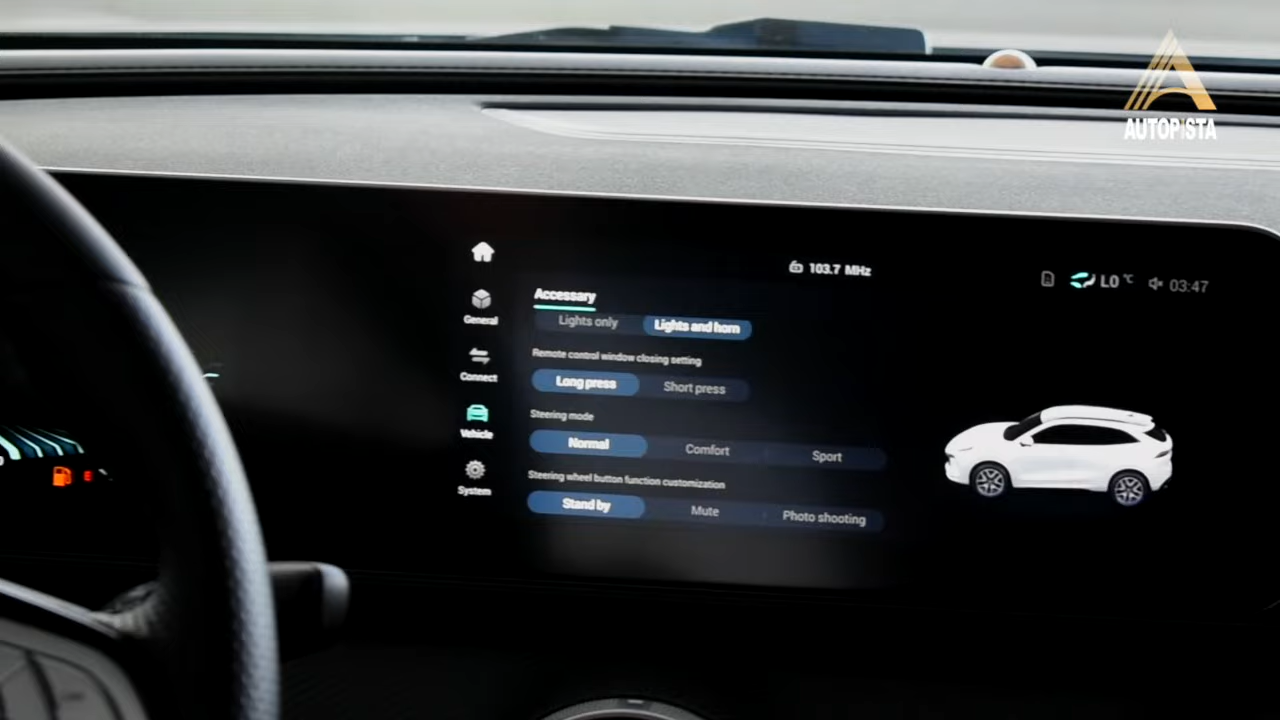 AUTOPISTA
103.7 MHz
LO °C
03:47
Accessary
General
Lights only
Lights and horn
Remote control window closing setting
Connect
Long press
Short press
Steering mode
Vehicle
Normal
Comfort
Sport
Steering wheel button function customization
System
Stand by
Mute
Photo shooting